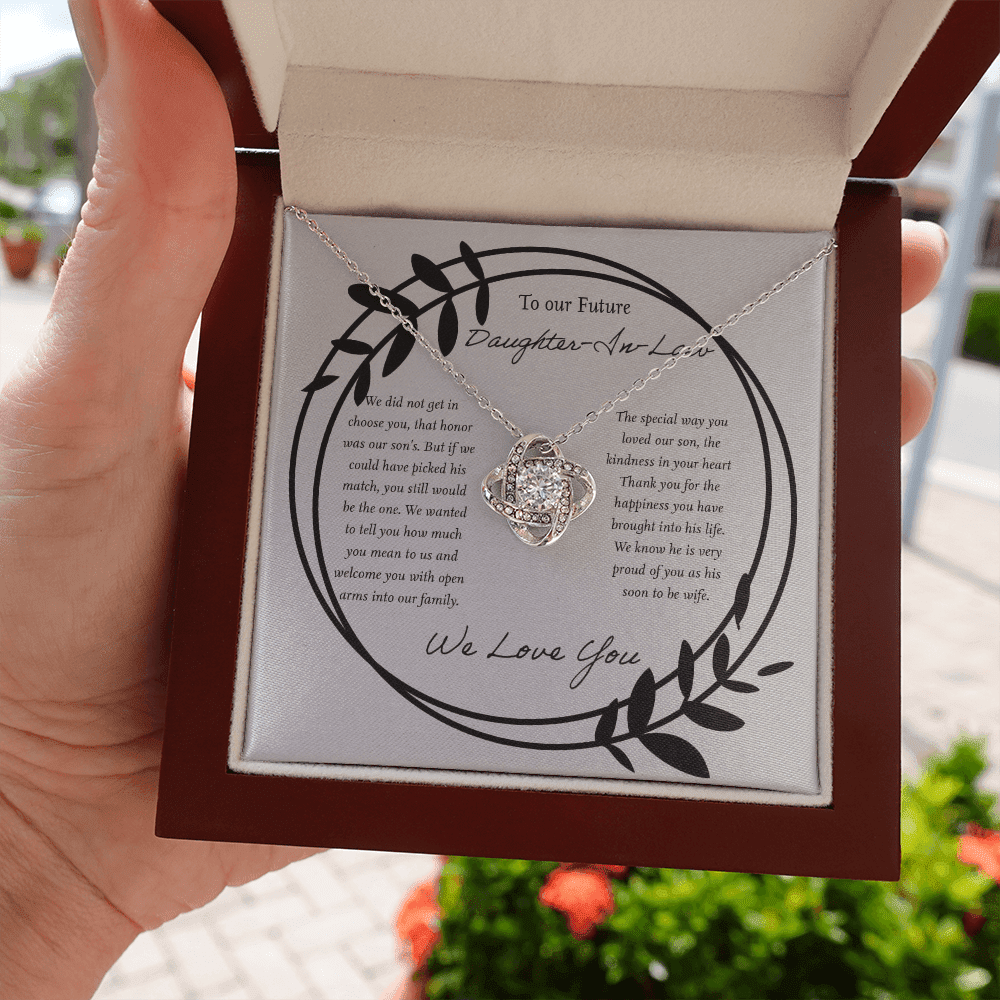 To our Future
Daughter-In-Law
We did not get in
choose you, that honor
was our son's. But if we
could have picked his
match, you still would
be the one. We wanted
to tell you how much
you mean to us and
welcome you with open
arms into our family.
The special way you
loved our son, the
kindness in your heart
Thank you for the
happiness you have
brought into his life.
We know he is very
proud of you as his
soon to be wife.
We Love You